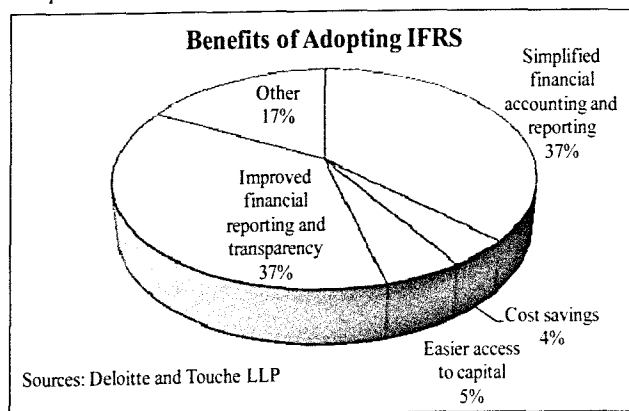 Benefits of Adopting IFRS
Simplified
financial
accounting and
reporting
37%
Other
17%
Improved
financial
reporting and
transparency
37%
Cost savings
4%
Easier access
to capital
5%
Sources: Deloitte and Touche LLP